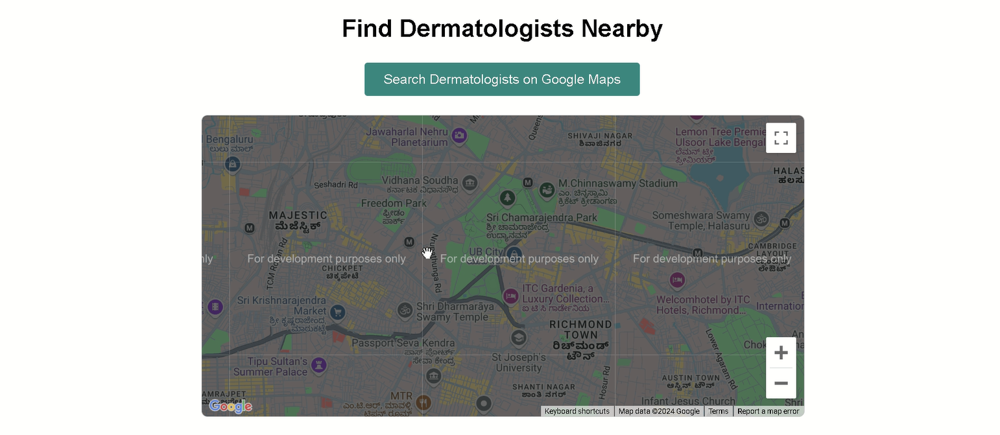 Find Dermatologists Nearby
Search Dermatologists on Google Maps
Bengaluru
ಲುಲು ಮಾಲ್
Jawaharlal Nehru
Planetarium
Queens
SHIVAJI NAGAR
ಶಿವಾಜಿನಗರ
Lemon Tree Premie
Ulsoor Lake Bengal
ಲೆಮನ್ ಟ್ರೀ
ಪ್ರೀಮಿಯರ್
HALAS
ಹಲಸು
Seshadri Rd
Vidhana Soudha
ಕರ್ನಾಟಕ ವಿಧಾನಸೌಧ
M
M.Chinnaswamy Stadium
ಎಂ. ಚಿನ್ನಸ್ವಾಮಿ
ಕ್ರಿಕೆಟ್ ಕ್ರೀಡಾಂಗಣ
Freedom Park
ಫ್ರೀಡಂ
ಪಾರ್ಕ್
MAJESTIC
ಮೆಜೆಸ್ಟಿಕ್
M
Sri Chamarajendra Park
ಶ್ರೀ ಚಾಮರಾಜೇಂದ್ರ
ಉದ್ಯಾನವನ
Someshwara Swamy
Temple, Halasuru
M
M
M
UB City
CAMBRIDGE
LAYOUT
ಲೇಔಟ್
nly
For development purposes only
For development purposes only
For development purposes only
TCM Royan Rd
CHICKPET
ಚಿಕ್ಕಪೇಟೆ
Nruputhunga Rd
ITC Gardenia, a
Luxury Collection...
ಐ ಟಿ ಸಿ ಗಾರ್ಡೇನಿಯ
Welcomhotel by ITC
Hotels, Richmond...
Internation
Sri Krishnarajendra
Market
ಶ್ರೀ ಕೃಷ್ಣರಾಜೇಂದ್ರ
ಮಾರುಕಟ್ಟೆ
Shri Dharmarāya
Swamy Temple
RICHMOND
TOWN
ರಿಚ್‌ಮಂಡ್
ಟೌನ್
Passport Seva Kendra
ಪಾಸ್ ಪೋರ್ಟ್
ಸೇವಾ ಕೇಂದ್ರ
Lower Agaram Rd
Chok
An
Tipu Sultan's
Summer Palace
St Joseph's
University
Hosur Rd
AUSTIN TOWN
ಆಸ್ಟಿನ್ ಟೌನ್
SHANTI NAGAR
ಶಾಂತಿ ನಗರ್
AMRAJPET
MTR
ಎಂ.ಟಿ.ಆರ್, ಮಾವಳ್ಳಿ
ಟಿಫನ್ ರೂಮ್
Infant Jesus Church
Shri
Google
Keyboard shortcuts
Map data ©2024 Google
Terms
Report a map error